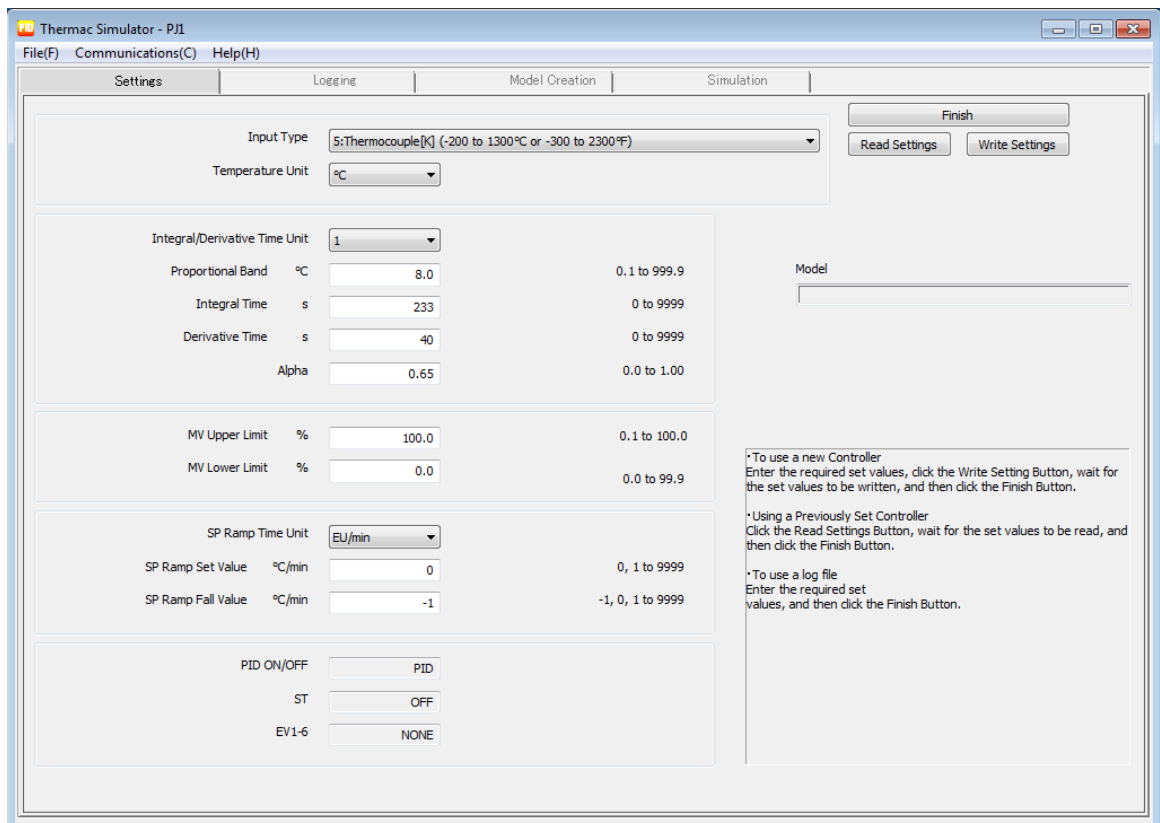 PID Thermac Simulator - PJ1
File(F) Communications(C) Help(H)
Settings Logging Model Creation Simulation
Finish
Input Type 5:Thermocouple[K] (-200 to 1300°C or -300 to 2300°F)
Read Settings Write Settings
Temperature Unit °C
Integral/Derivative Time Unit 1
Proportional Band °C 8.0 0.1 to 999.9
Model
Integral Time s 233 0 to 9999
Derivative Time s 40 0 to 9999
Alpha 0.65 0.0 to 1.00
MV Upper Limit % 100.0 0.1 to 100.0
MV Lower Limit % 0.0 0.0 to 99.9
SP Ramp Time Unit EU/min
SP Ramp Set Value °C/min 0 0, 1 to 9999
SP Ramp Fall Value °C/min -1 -1, 0, 1 to 9999
PID ON/OFF PID
ST OFF
EV1-6 NONE
・To use a new Controller
Enter the required set values, click the Write Setting Button, wait for
the set values to be written, and then click the Finish Button.
・Using a Previously Set Controller
Click the Read Settings Button, wait for the set values to be read, and
then click the Finish Button.
・To use a log file
Enter the required set
values, and then click the Finish Button.